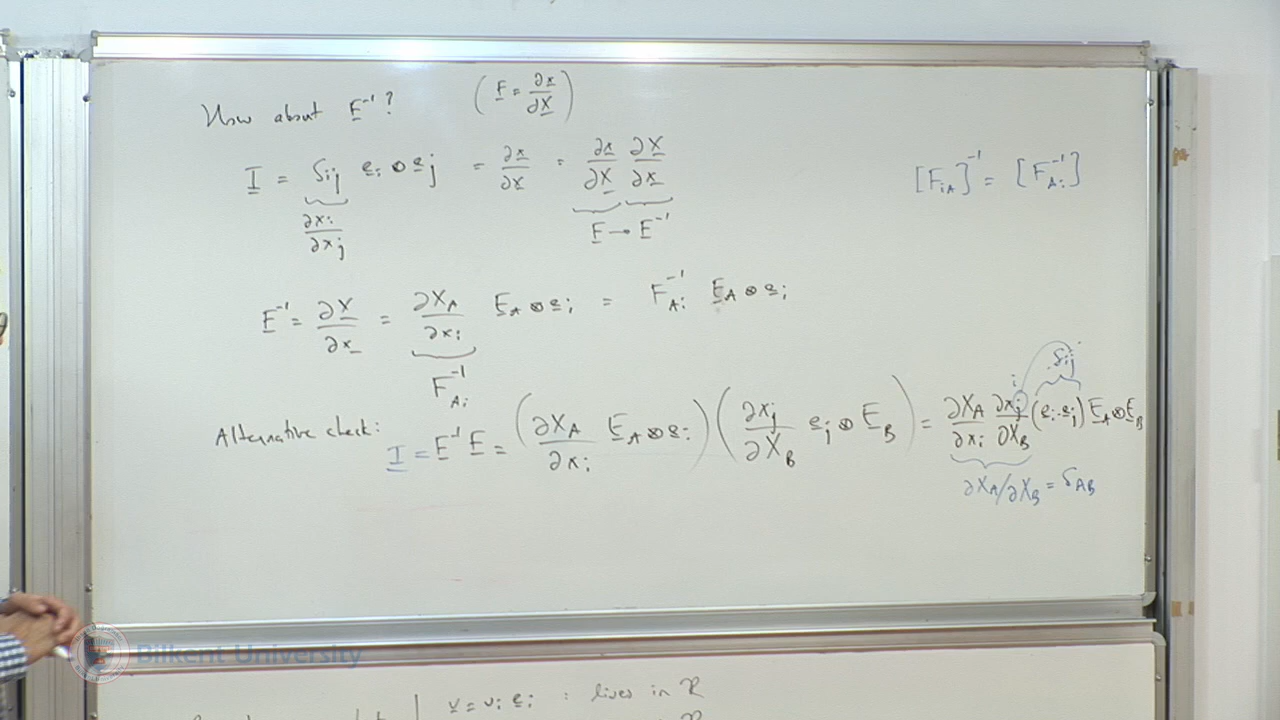 How about F⁻¹ ? ( F = ∂x/∂X )
I = δij ei ⊗ ej = ∂x/∂x = ∂x/∂X ∂X/∂x
∂xi/∂xj F → F⁻¹
[FiA]⁻¹ = [F⁻¹Ai]
F⁻¹ = ∂X/∂x = ∂XA/∂xi EA ⊗ ei = F⁻¹Ai EA ⊗ ei
F⁻¹Ai
δij
i
Alternative check:
I = F⁻¹ F = ( ∂XA/∂xi EA ⊗ ei ) ( ∂xj/∂XB ej ⊗ EB ) = ∂XA/∂xi ∂xj/∂XB (ei · ej) EA ⊗ EB
∂XA/∂XB = δAB
Bilkent University
v = vi ei : lives in R